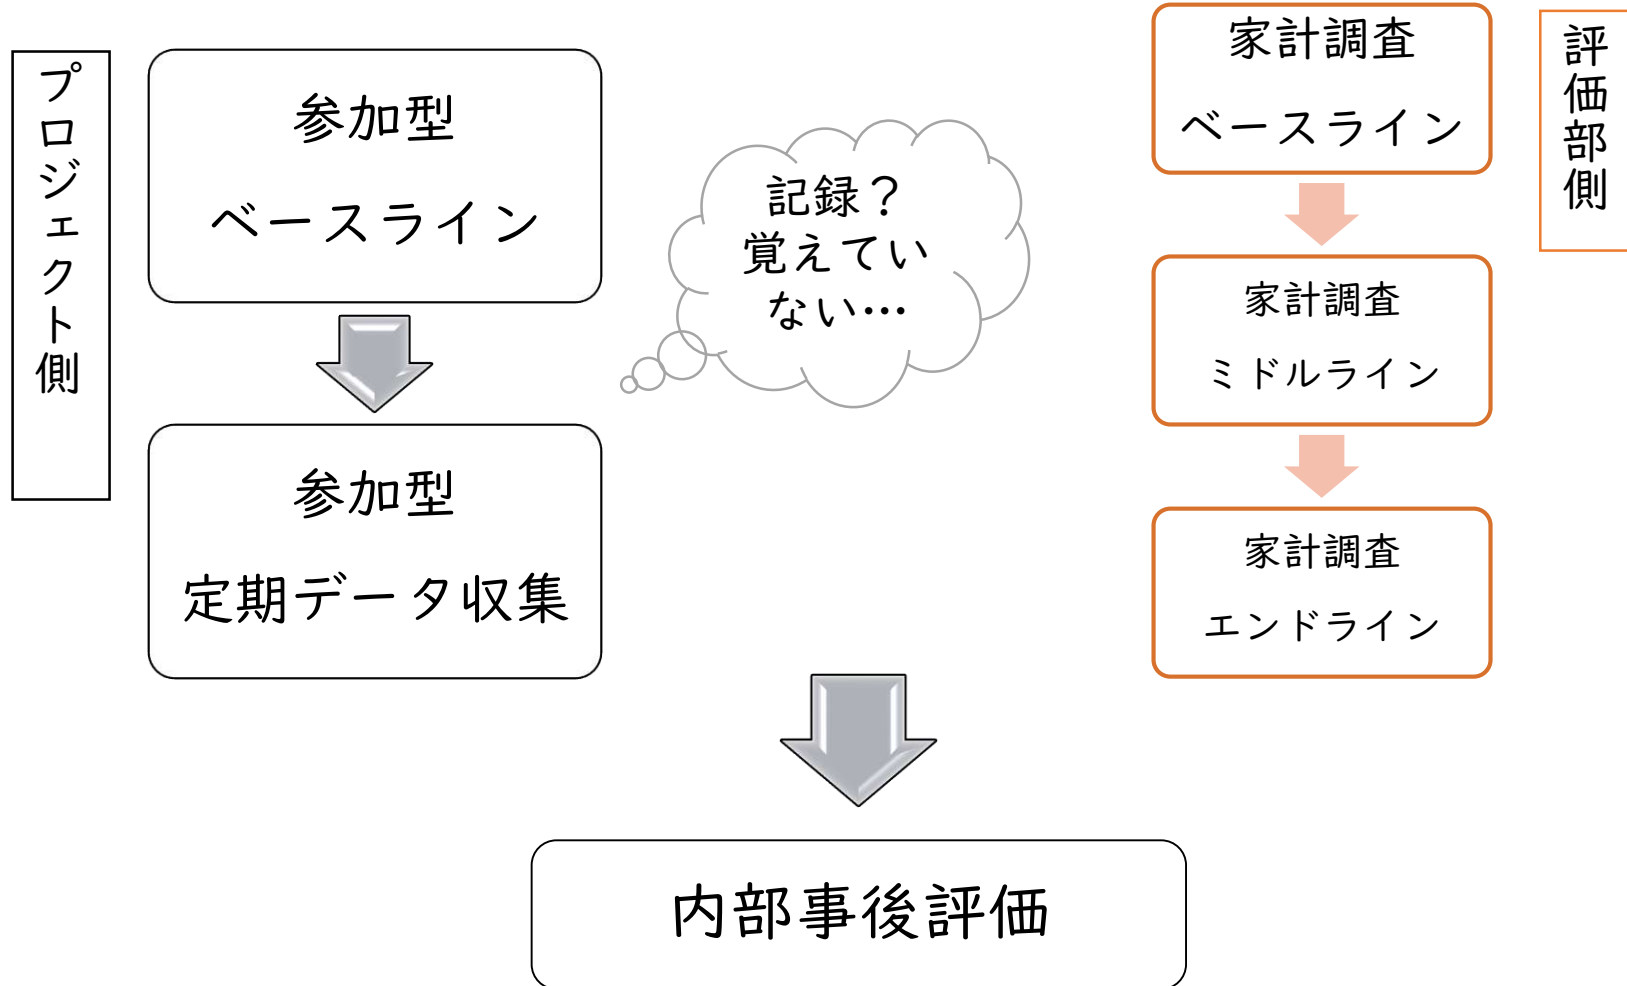 プロジェクト側
参加型
ベースライン
参加型
定期データ収集
記録？
覚えてい
ない…
家計調査
ベースライン
家計調査
ミドルライン
家計調査
エンドライン
評価部側
内部事後評価